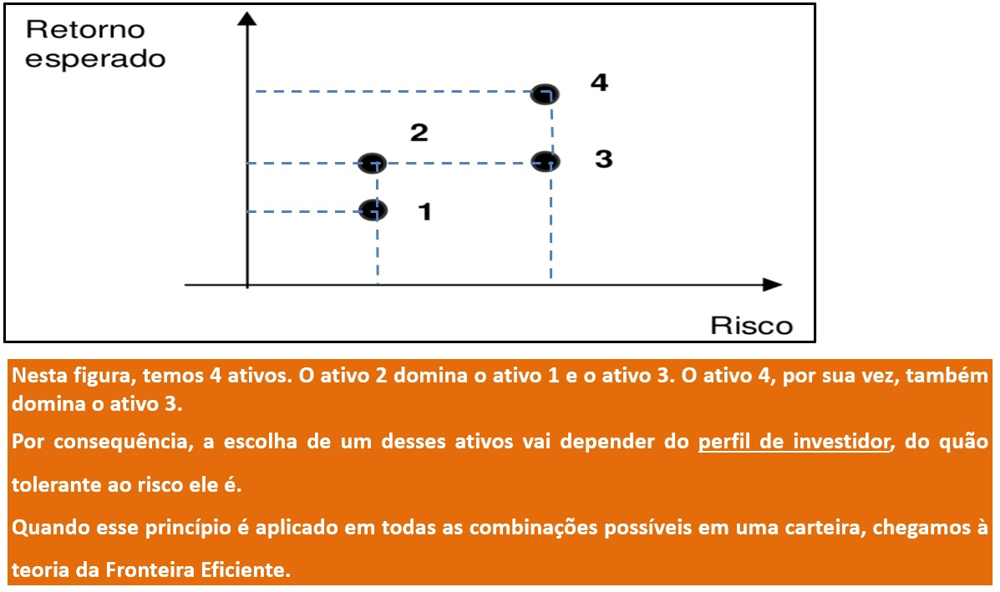 Retorno
esperado
4
2
3
1
Risco
Nesta figura, temos 4 ativos. O ativo 2 domina o ativo 1 e o ativo 3. O ativo 4, por sua vez, também
domina o ativo 3.
Por consequência, a escolha de um desses ativos vai depender do perfil de investidor, do quão
tolerante ao risco ele é.
Quando esse princípio é aplicado em todas as combinações possíveis em uma carteira, chegamos à
teoria da Fronteira Eficiente.